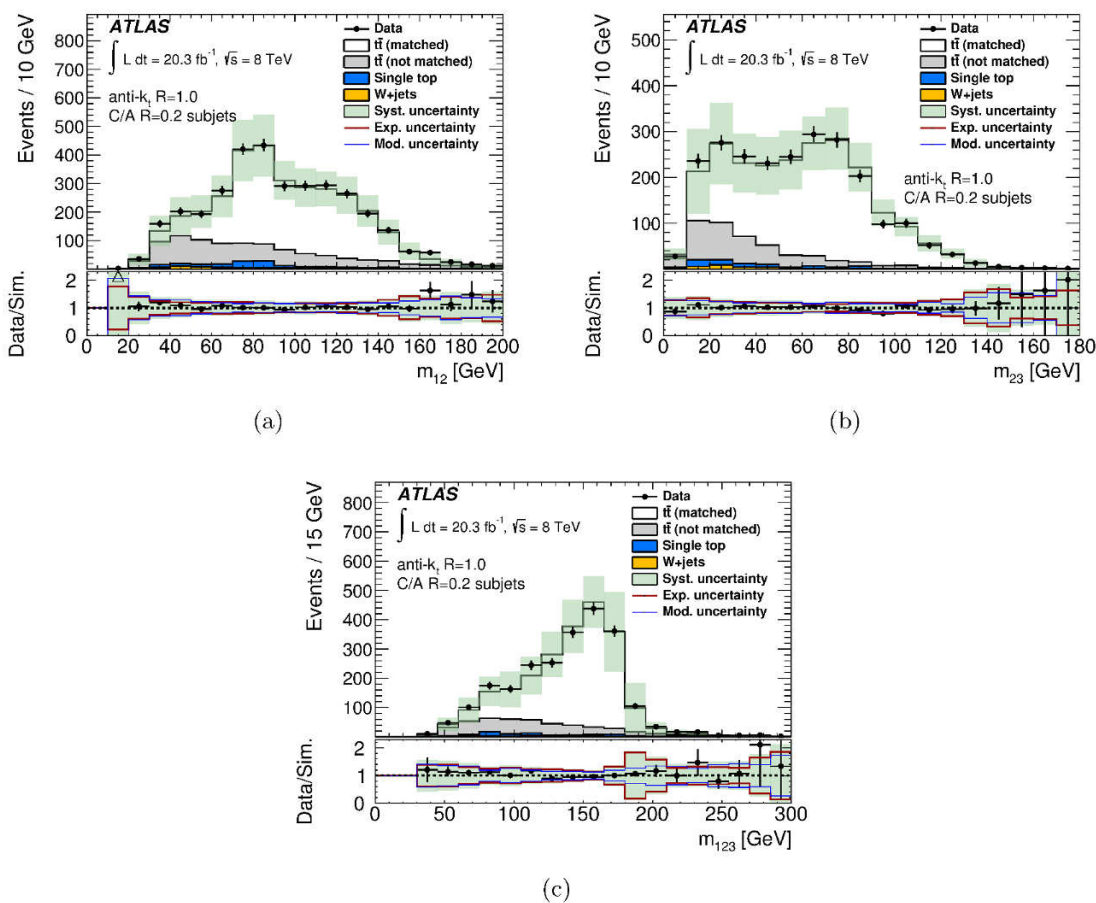 ATLAS
∫ L dt = 20.3 fb⁻¹, √s = 8 TeV
anti-kₜ R=1.0
C/A R=0.2 subjets
Data
tt̄ (matched)
tt̄ (not matched)
Single top
W+jets
Syst. uncertainty
Exp. uncertainty
Mod. uncertainty
Events / 10 GeV
800
700
600
500
400
300
200
100
Data/Sim.
2
1
0
0 20 40 60 80 100 120 140 160 180 200
m₁₂ [GeV]
(a)
ATLAS
∫ L dt = 20.3 fb⁻¹, √s = 8 TeV
Data
tt̄ (matched)
tt̄ (not matched)
Single top
W+jets
Syst. uncertainty
Exp. uncertainty
Mod. uncertainty
anti-kₜ R=1.0
C/A R=0.2 subjets
Events / 10 GeV
500
400
300
200
100
Data/Sim.
2
1
0
0 20 40 60 80 100 120 140 160 180
m₂₃ [GeV]
(b)
ATLAS
∫ L dt = 20.3 fb⁻¹, √s = 8 TeV
anti-kₜ R=1.0
C/A R=0.2 subjets
Data
tt̄ (matched)
tt̄ (not matched)
Single top
W+jets
Syst. uncertainty
Exp. uncertainty
Mod. uncertainty
Events / 15 GeV
800
700
600
500
400
300
200
100
Data/Sim.
2
1
0
0 50 100 150 200 250 300
m₁₂₃ [GeV]
(c)